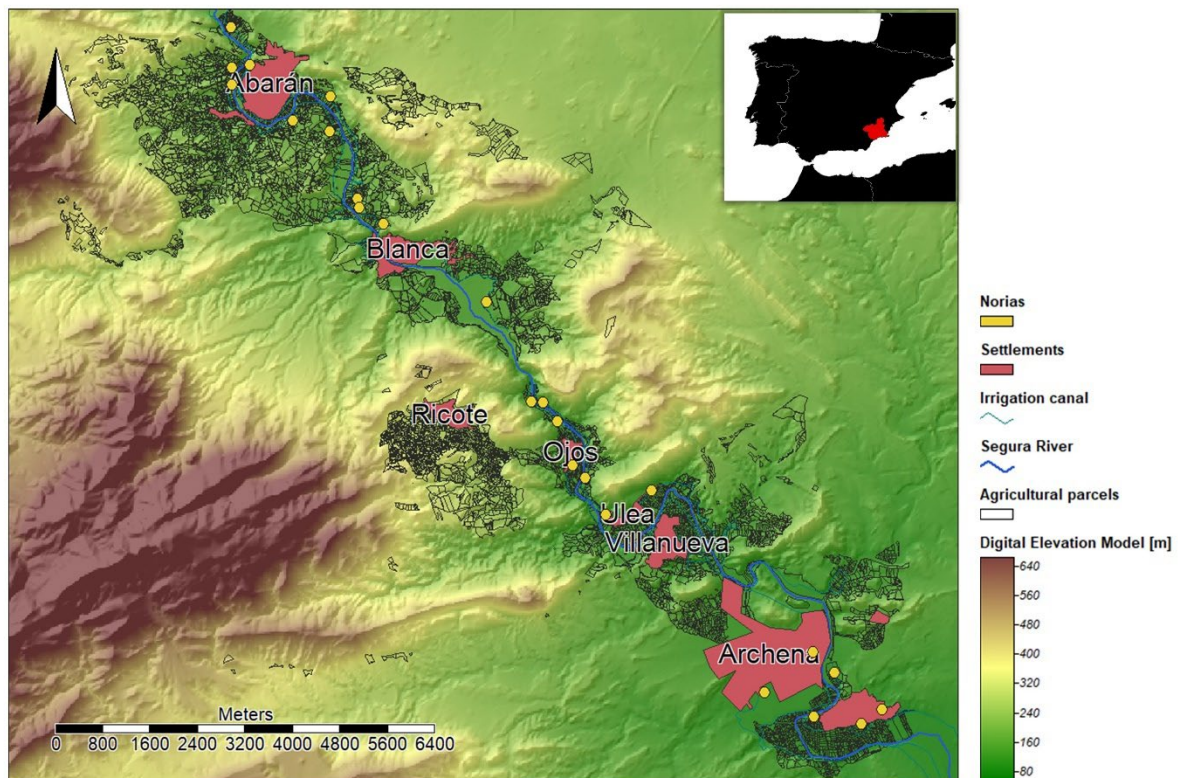 Abarán
Blanca
Ricote
Ojos
Ulea
Villanueva
Archena
Meters
0 800 1600 2400 3200 4000 4800 5600 6400
Norias
Settlements
Irrigation canal
Segura River
Agricultural parcels
Digital Elevation Model [m]
640
560
480
400
320
240
160
80